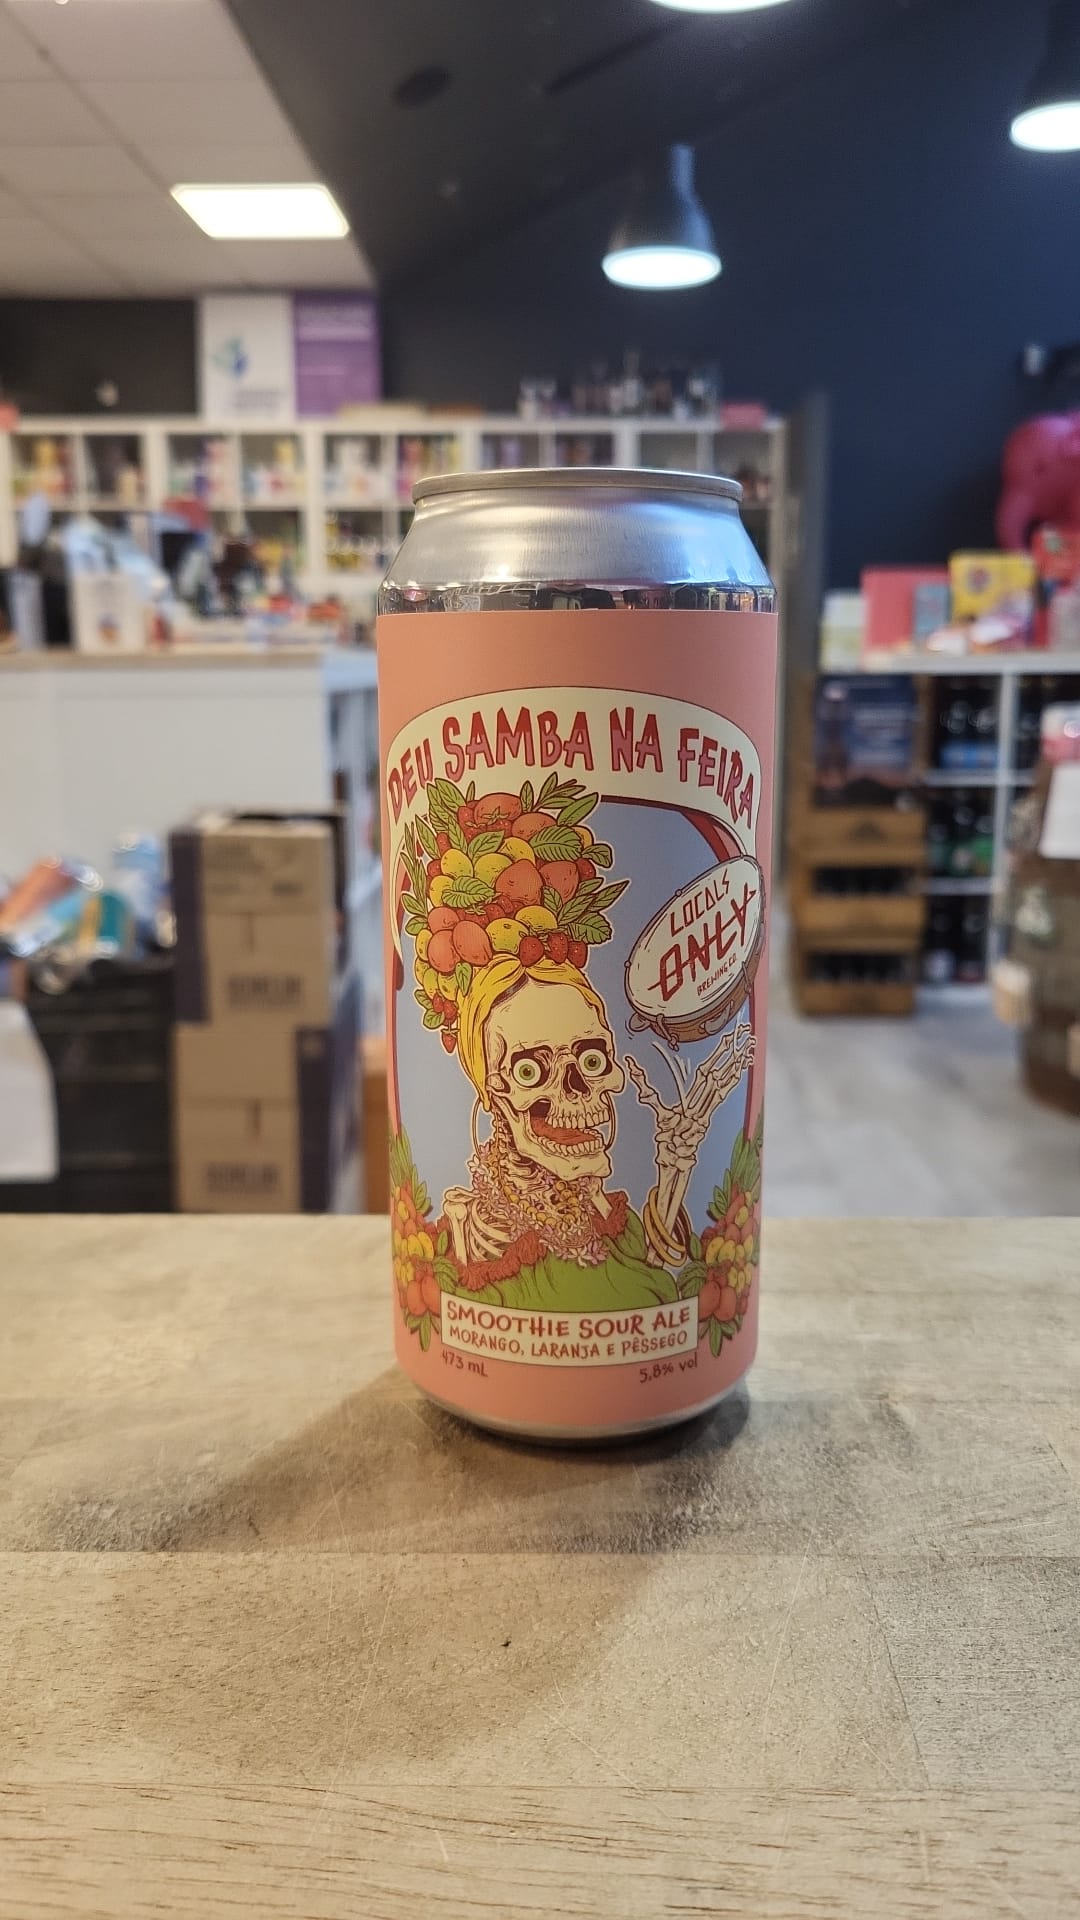 DEU SAMBA NA FEIRA
LOCALS
ONLY
BREWING CO.
SMOOTHIE SOUR ALE
MORANGO, LARANJA E PÊSSEGO
473 mL
5,8% vol